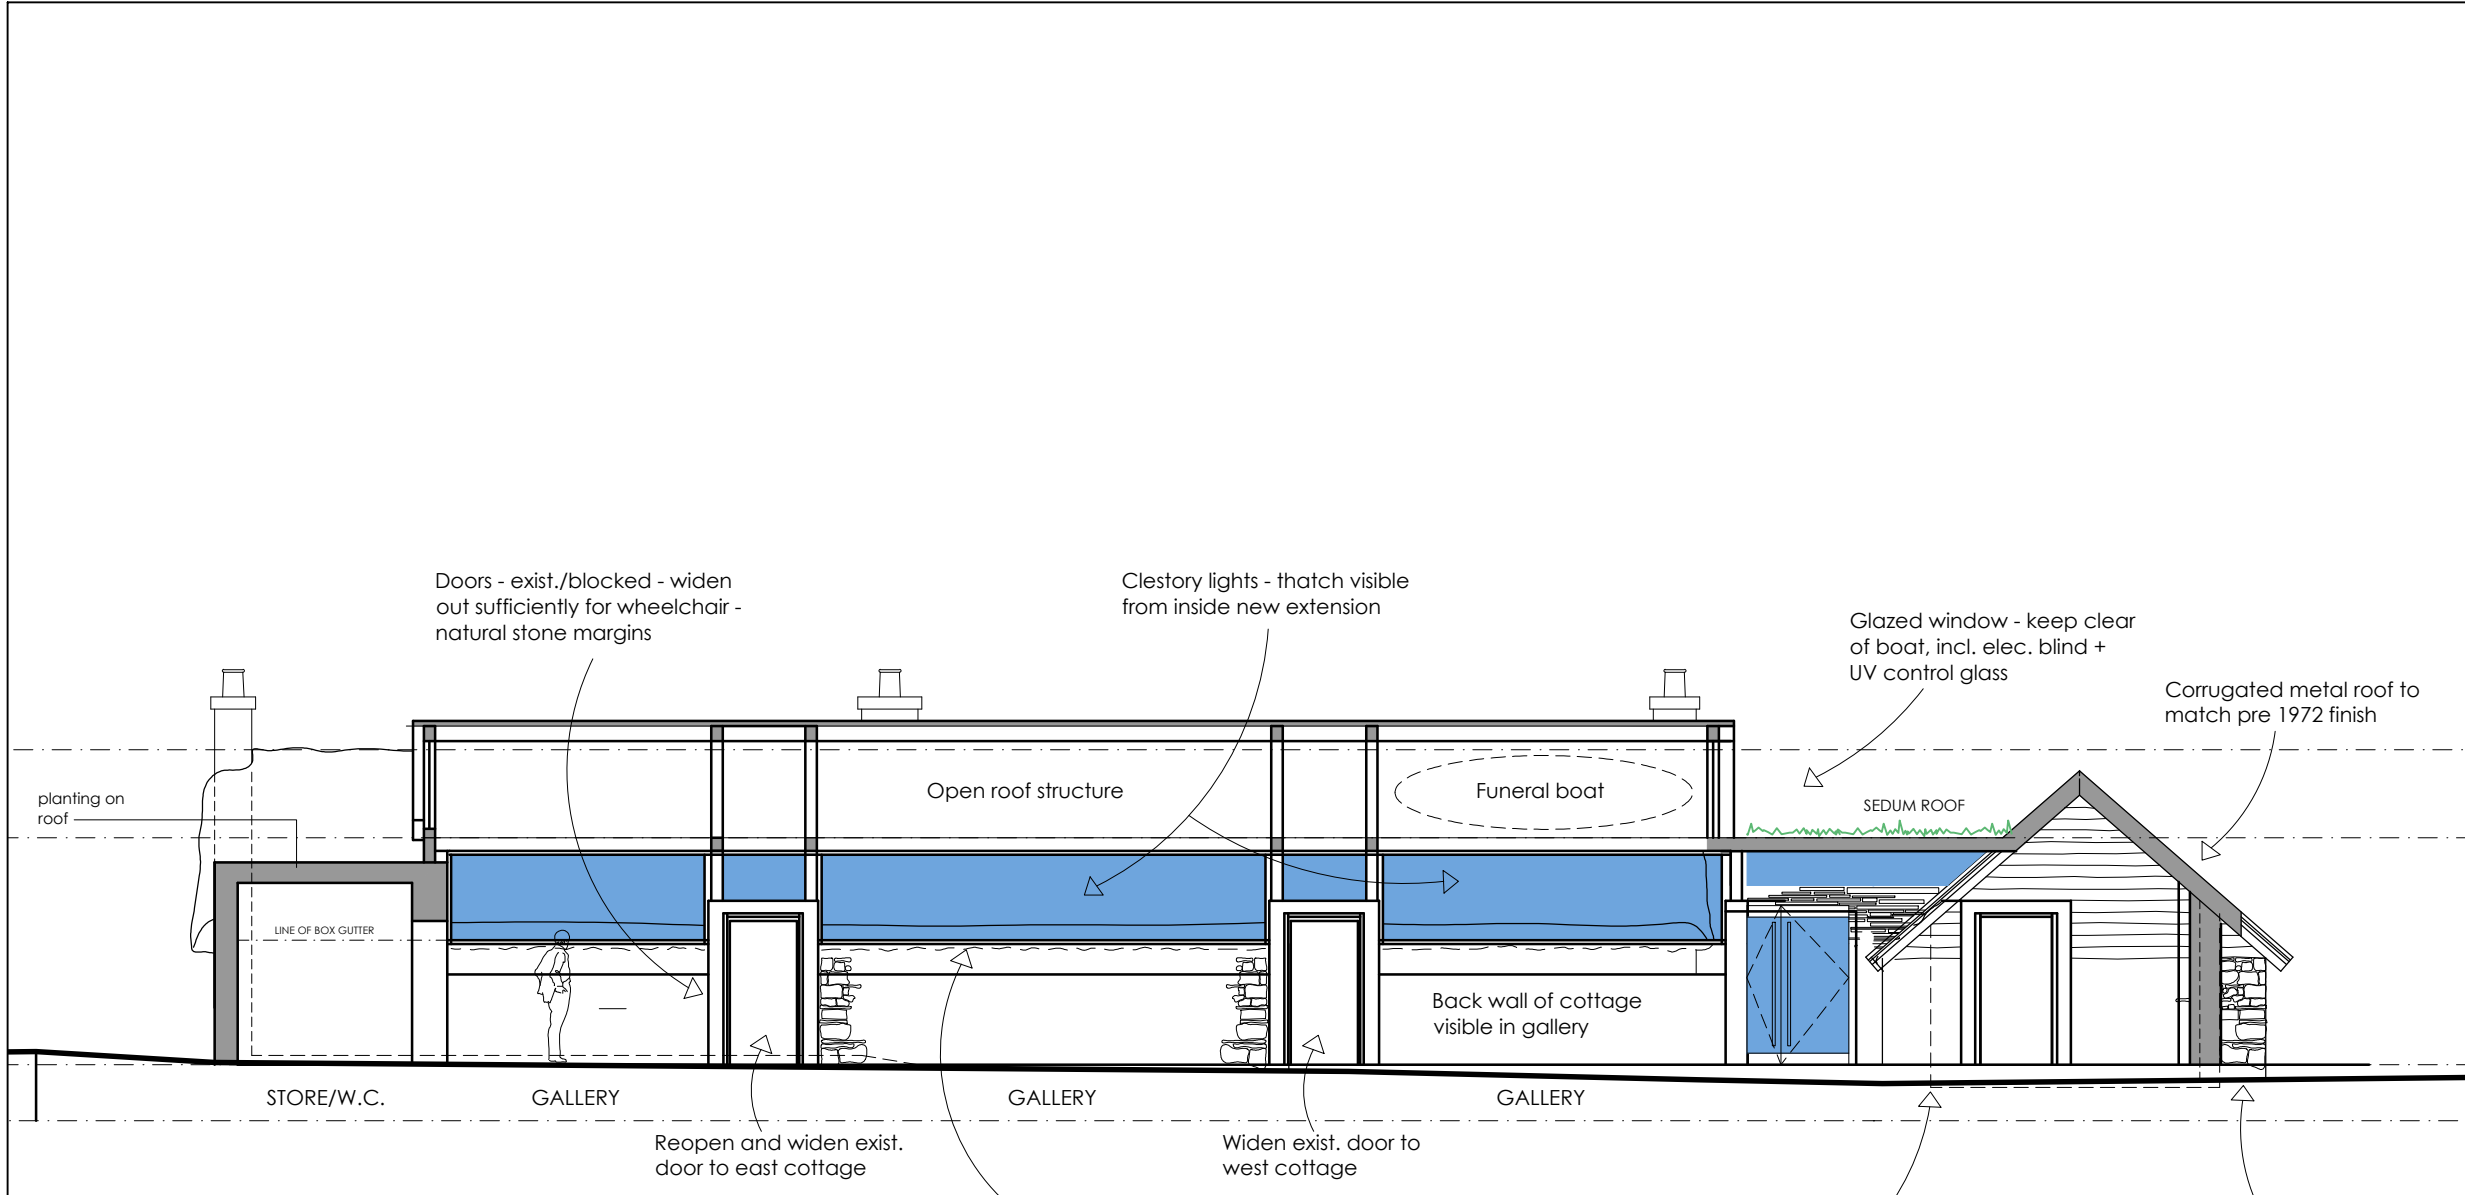 Doors - exist./blocked - widen
out sufficiently for wheelchair -
natural stone margins
Clestory lights - thatch visible
from inside new extension
Glazed window - keep clear
of boat, incl. elec. blind +
UV control glass
Corrugated metal roof to
match pre 1972 finish
planting on
roof
Open roof structure
Funeral boat
SEDUM ROOF
LINE OF BOX GUTTER
Back wall of cottage
visible in gallery
STORE/W.C.
GALLERY
GALLERY
GALLERY
Reopen and widen exist.
door to east cottage
Widen exist. door to
west cottage